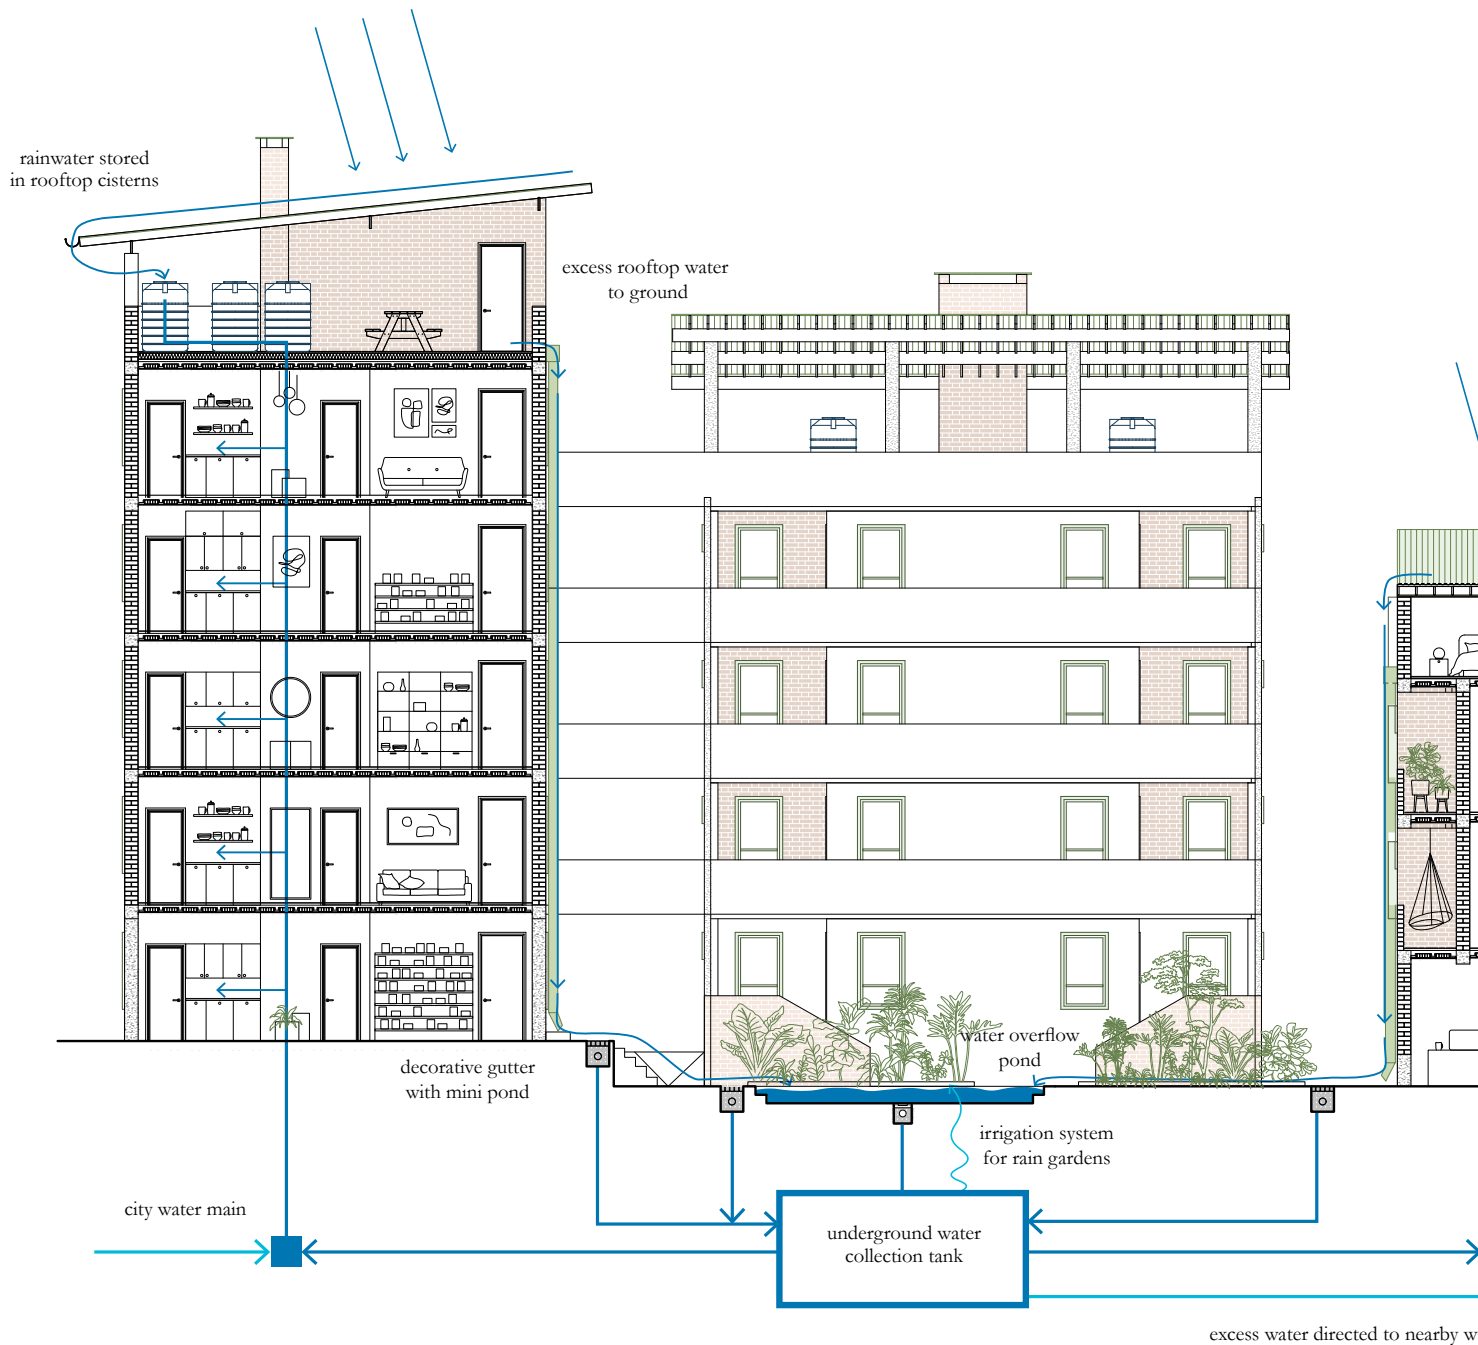 rainwater stored
in rooftop cisterns
excess rooftop water
to ground
decorative gutter
with mini pond
water overflow
pond
irrigation system
for rain gardens
city water main
underground water
collection tank
excess water directed to nearby w